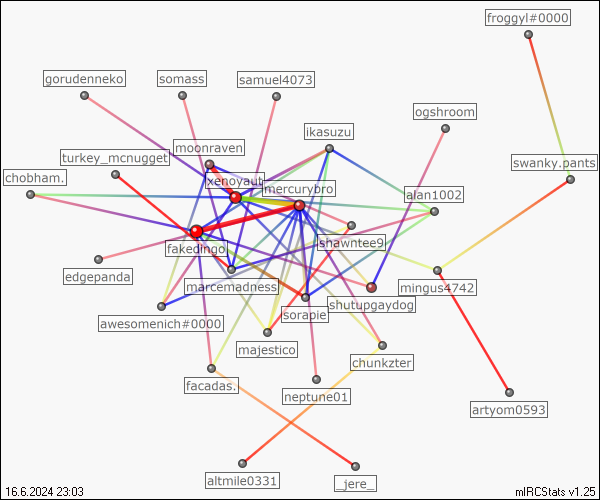 froggyl#0000
gorudenneko
somass
samuel4073
ogshroom
ikasuzu
moonraven
turkey_mcnugget
swanky.pants
chobham.
xenoyaut
mercurybro
alan1002
fakedingo
shawntee9
edgepanda
marcemadness
mingus4742
shutupgaydog
sorapie
awesomenich#0000
majestico
chunkzter
facadas.
neptune01
artyom0593
altmile0331
_jere_
16.6.2024 23:03
mIRCStats v1.25